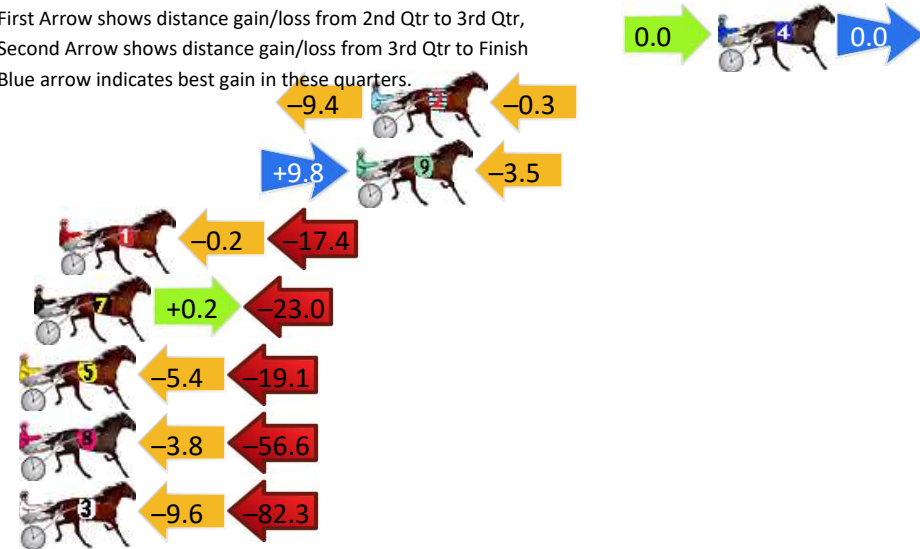 First Arrow shows distance gain/loss from 2nd Qtr to 3rd Qtr,
Second Arrow shows distance gain/loss from 3rd Qtr to Finish
Blue arrow indicates best gain in these quarters.
0.0 4 0.0
–9.4 2 –0.3
+9.8 9 –3.5
1 –0.2 –17.4
7 +0.2 –23.0
5 –5.4 –19.1
8 –3.8 –56.6
3 –9.6 –82.3